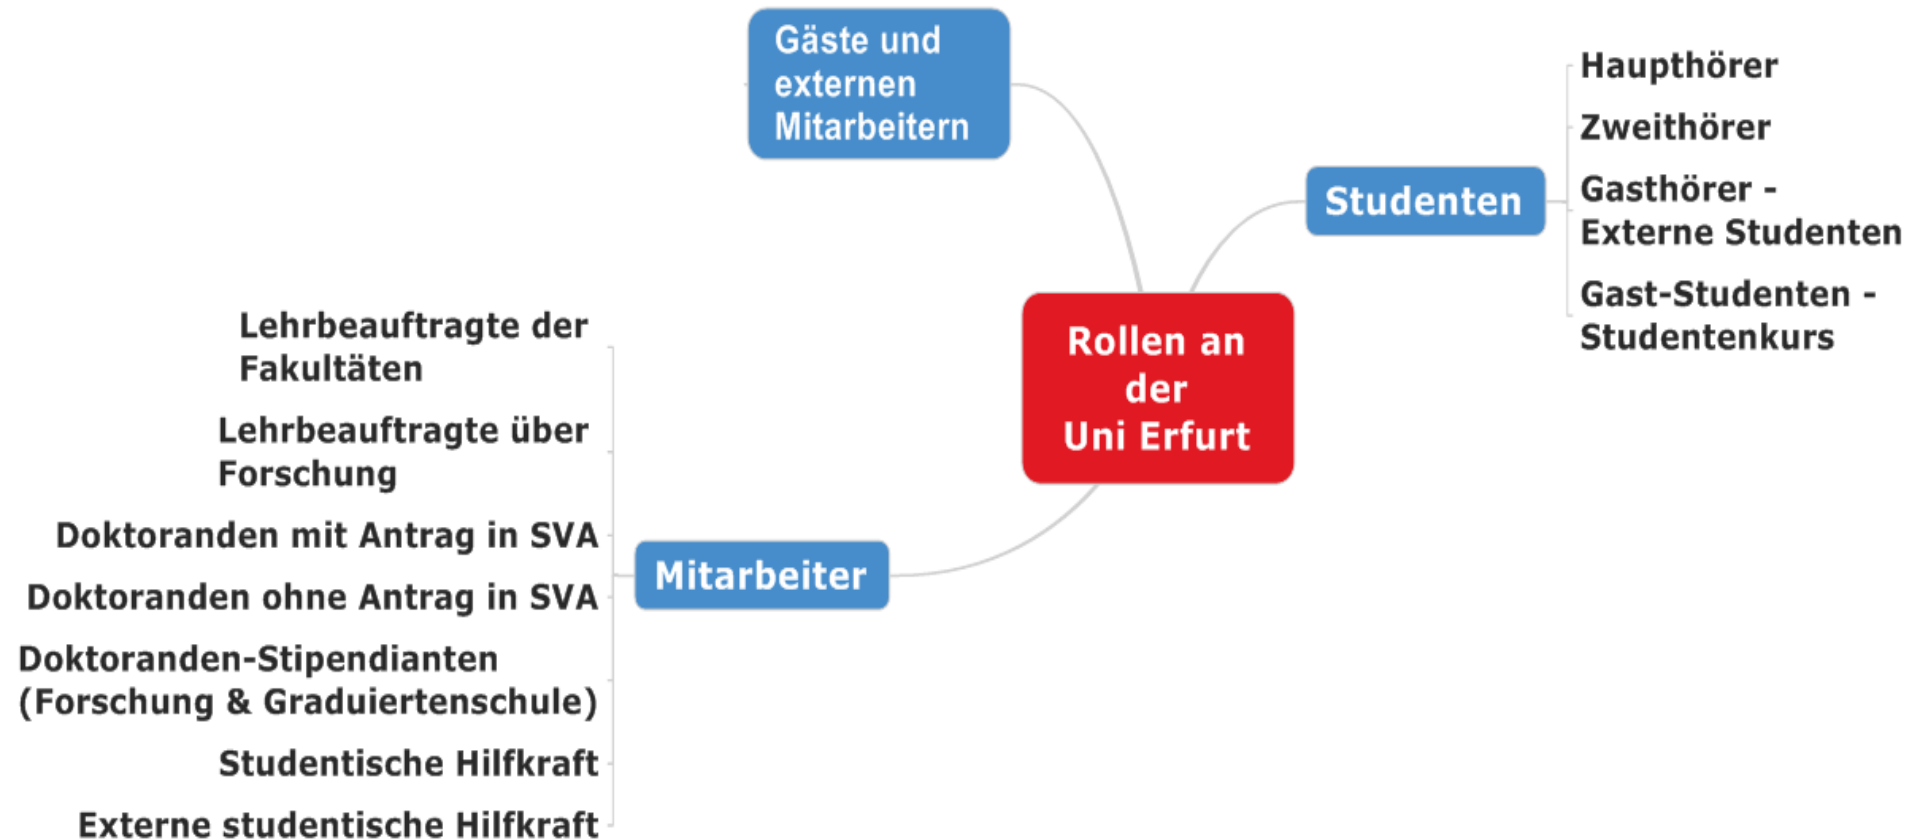 Gäste und
externen
Mitarbeitern
Studenten
Haupthörer
Zweithörer
Gasthörer -
Externe Studenten
Gast-Studenten -
Studentenkurs
Rollen an
der
Uni Erfurt
Mitarbeiter
Lehrbeauftragte der
Fakultäten
Lehrbeauftragte über
Forschung
Doktoranden mit Antrag in SVA
Doktoranden ohne Antrag in SVA
Doktoranden-Stipendianten
(Forschung & Graduiertenschule)
Studentische Hilfkraft
Externe studentische Hilfkraft